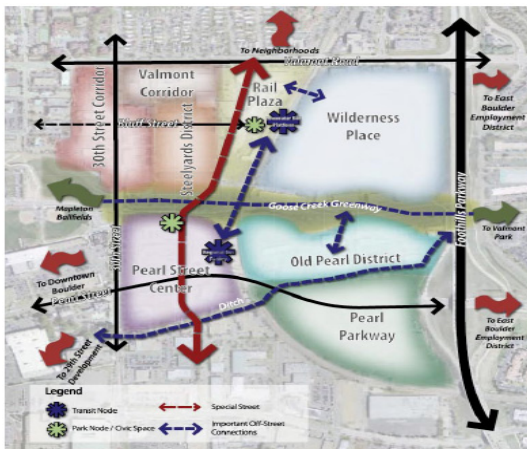 To Neighborhoods
Valmont Road
Valmont
Corridor
Rail
Plaza
30th Street Corridor
Steelyards District
Bluff Street
Wilderness
Place
To East
Boulder
Employment
District
Foothills Parkway
Goose Creek Greenway
Mapleton
Ballfields
To Valmont
Park
30th Street
Pearl Street
Center
Old Pearl District
To Downtown
Boulder
Pearl Street
Ditch
Pearl
Parkway
To East
Boulder
Employment
District
To 29th Street
Development
Legend
Transit Node
Park Node / Civic Space
Special Street
Important Off-Street
Connections